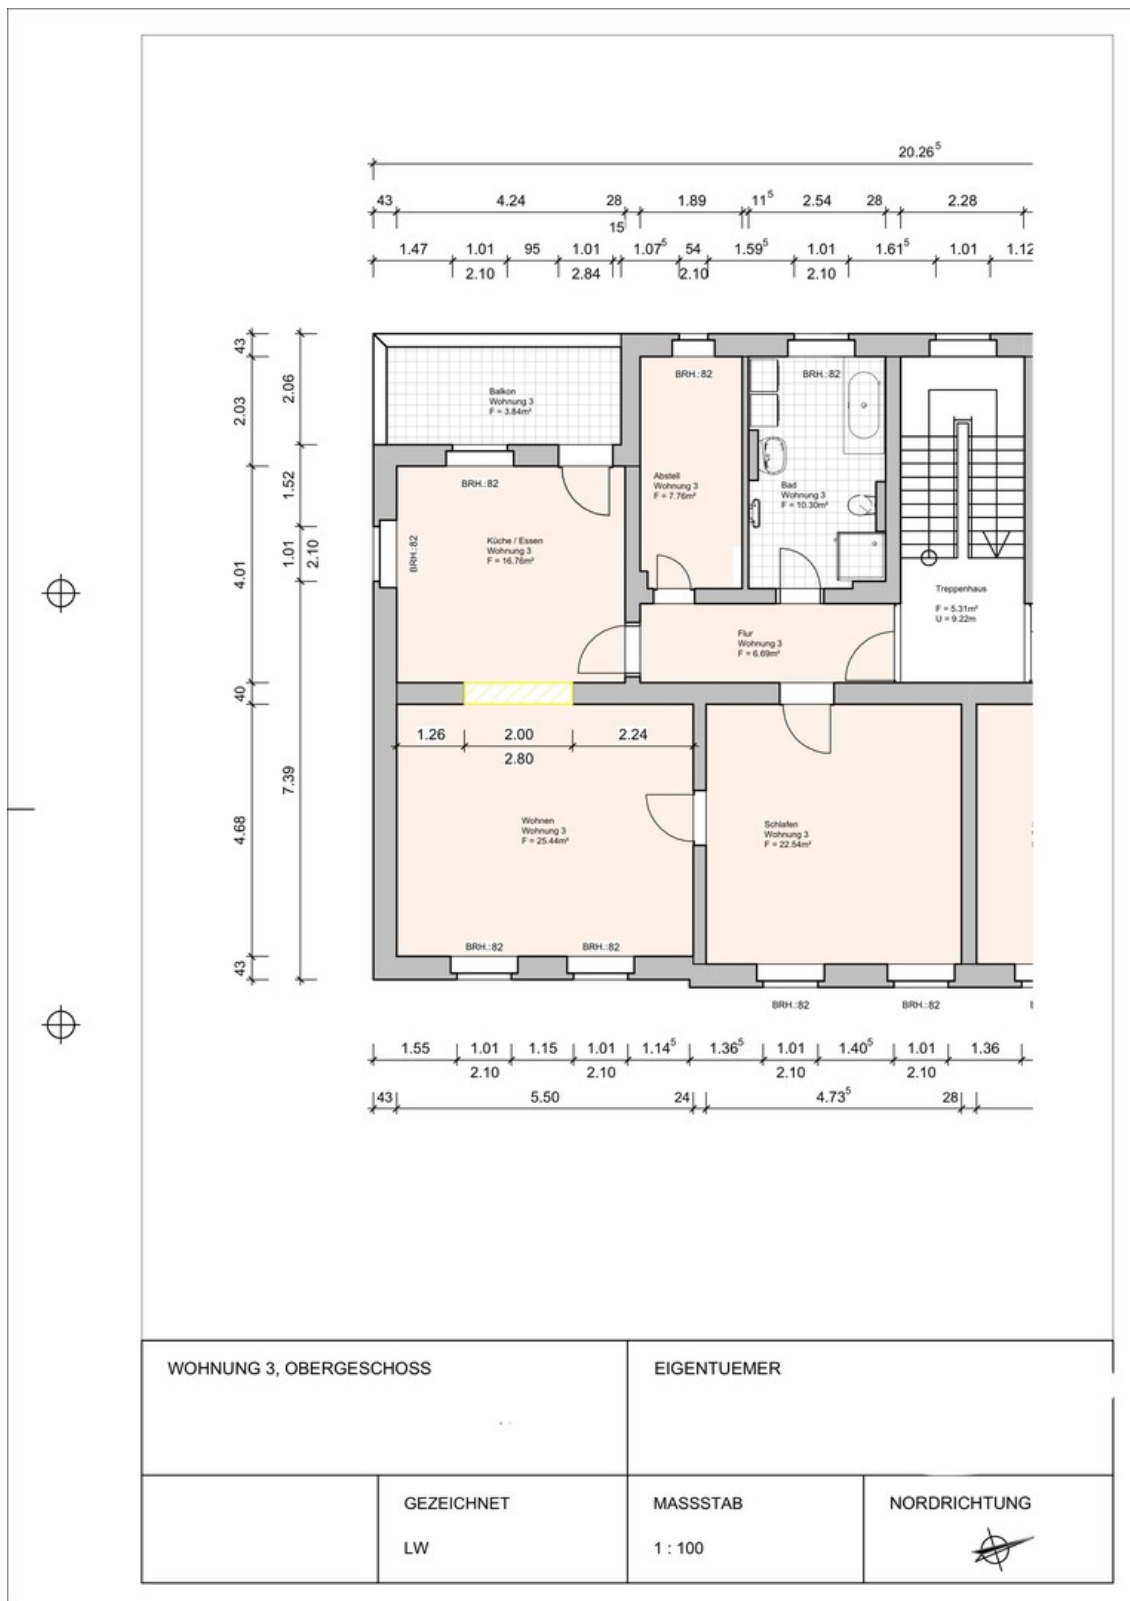 20.26⁵
43 4.24 28 1.89 11⁵ 2.54 28 2.28
15
1.47 1.01 95 1.01 1.07⁵ 54 1.59⁵ 1.01 1.61⁵ 1.01 1.12
2.10 2.84 2.10 2.10
43
2.03
4.01
40
4.68
43
2.06
1.52
1.01
2.10
7.39
BRH.:82
BRH.:82
Balkon
Wohnung 3
F = 3.84m²
BRH.:82
Abstell
Wohnung 3
F = 7.76m²
Bad
Wohnung 3
F = 10.30m²
BRH.:82
Küche / Essen
Wohnung 3
F = 16.76m²
Treppenhaus
F = 5.31m²
U = 9.22m
Flur
Wohnung 3
F = 6.69m²
1.26 2.00 2.24
2.80
Wohnen
Wohnung 3
F = 25.44m²
Schlafen
Wohnung 3
F = 22.54m²
BRH.:82 BRH.:82
BRH.:82 BRH.:82
1.55 1.01 1.15 1.01 1.14⁵ 1.36⁵ 1.01 1.40⁵ 1.01 1.36
2.10 2.10 2.10 2.10
43 5.50 24 4.73⁵ 28
WOHNUNG 3, OBERGESCHOSS
EIGENTUEMER
GEZEICHNET
LW
MASSSTAB
1 : 100
NORDRICHTUNG